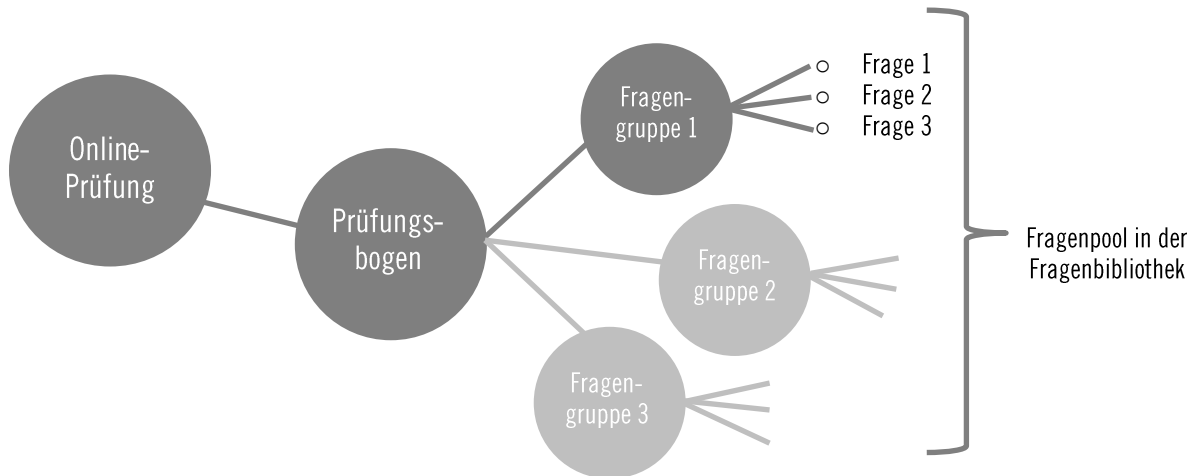 Online-
Prüfung
Prüfungs-
bogen
Fragen-
gruppe 1
Frage 1
Frage 2
Frage 3
Fragen-
gruppe 2
Fragen-
gruppe 3
Fragenpool in der
Fragenbibliothek